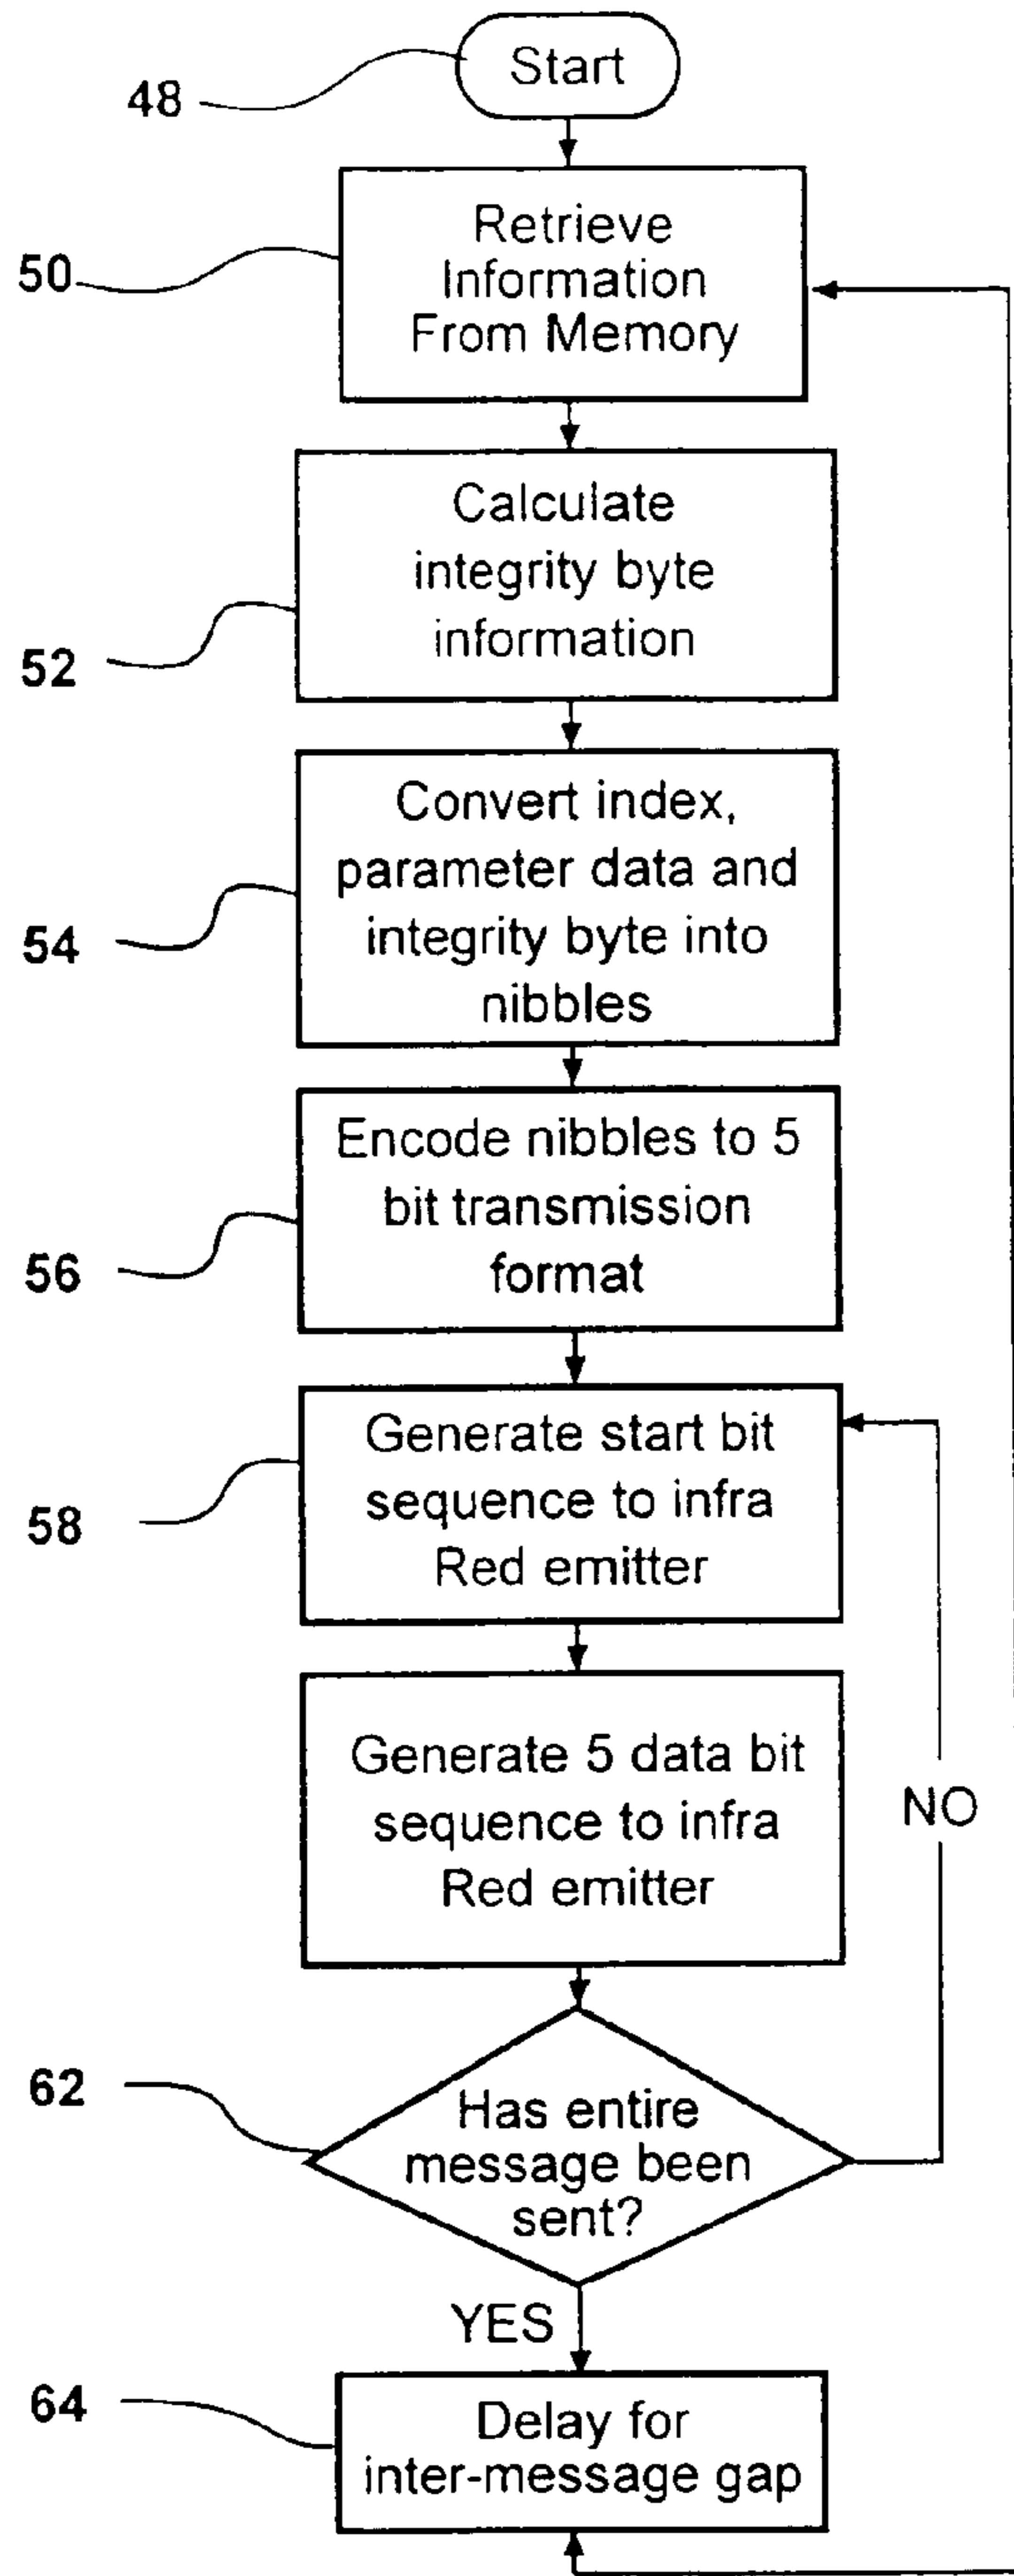 48
Start
50
Retrieve
Information
From Memory
52
Calculate
integrity byte
information
54
Convert index,
parameter data and
integrity byte into
nibbles
56
Encode nibbles to 5
bit transmission
format
58
Generate start bit
sequence to infra
Red emitter
Generate 5 data bit
sequence to infra
Red emitter
NO
62
Has entire
message been
sent?
YES
64
Delay for
inter-message gap